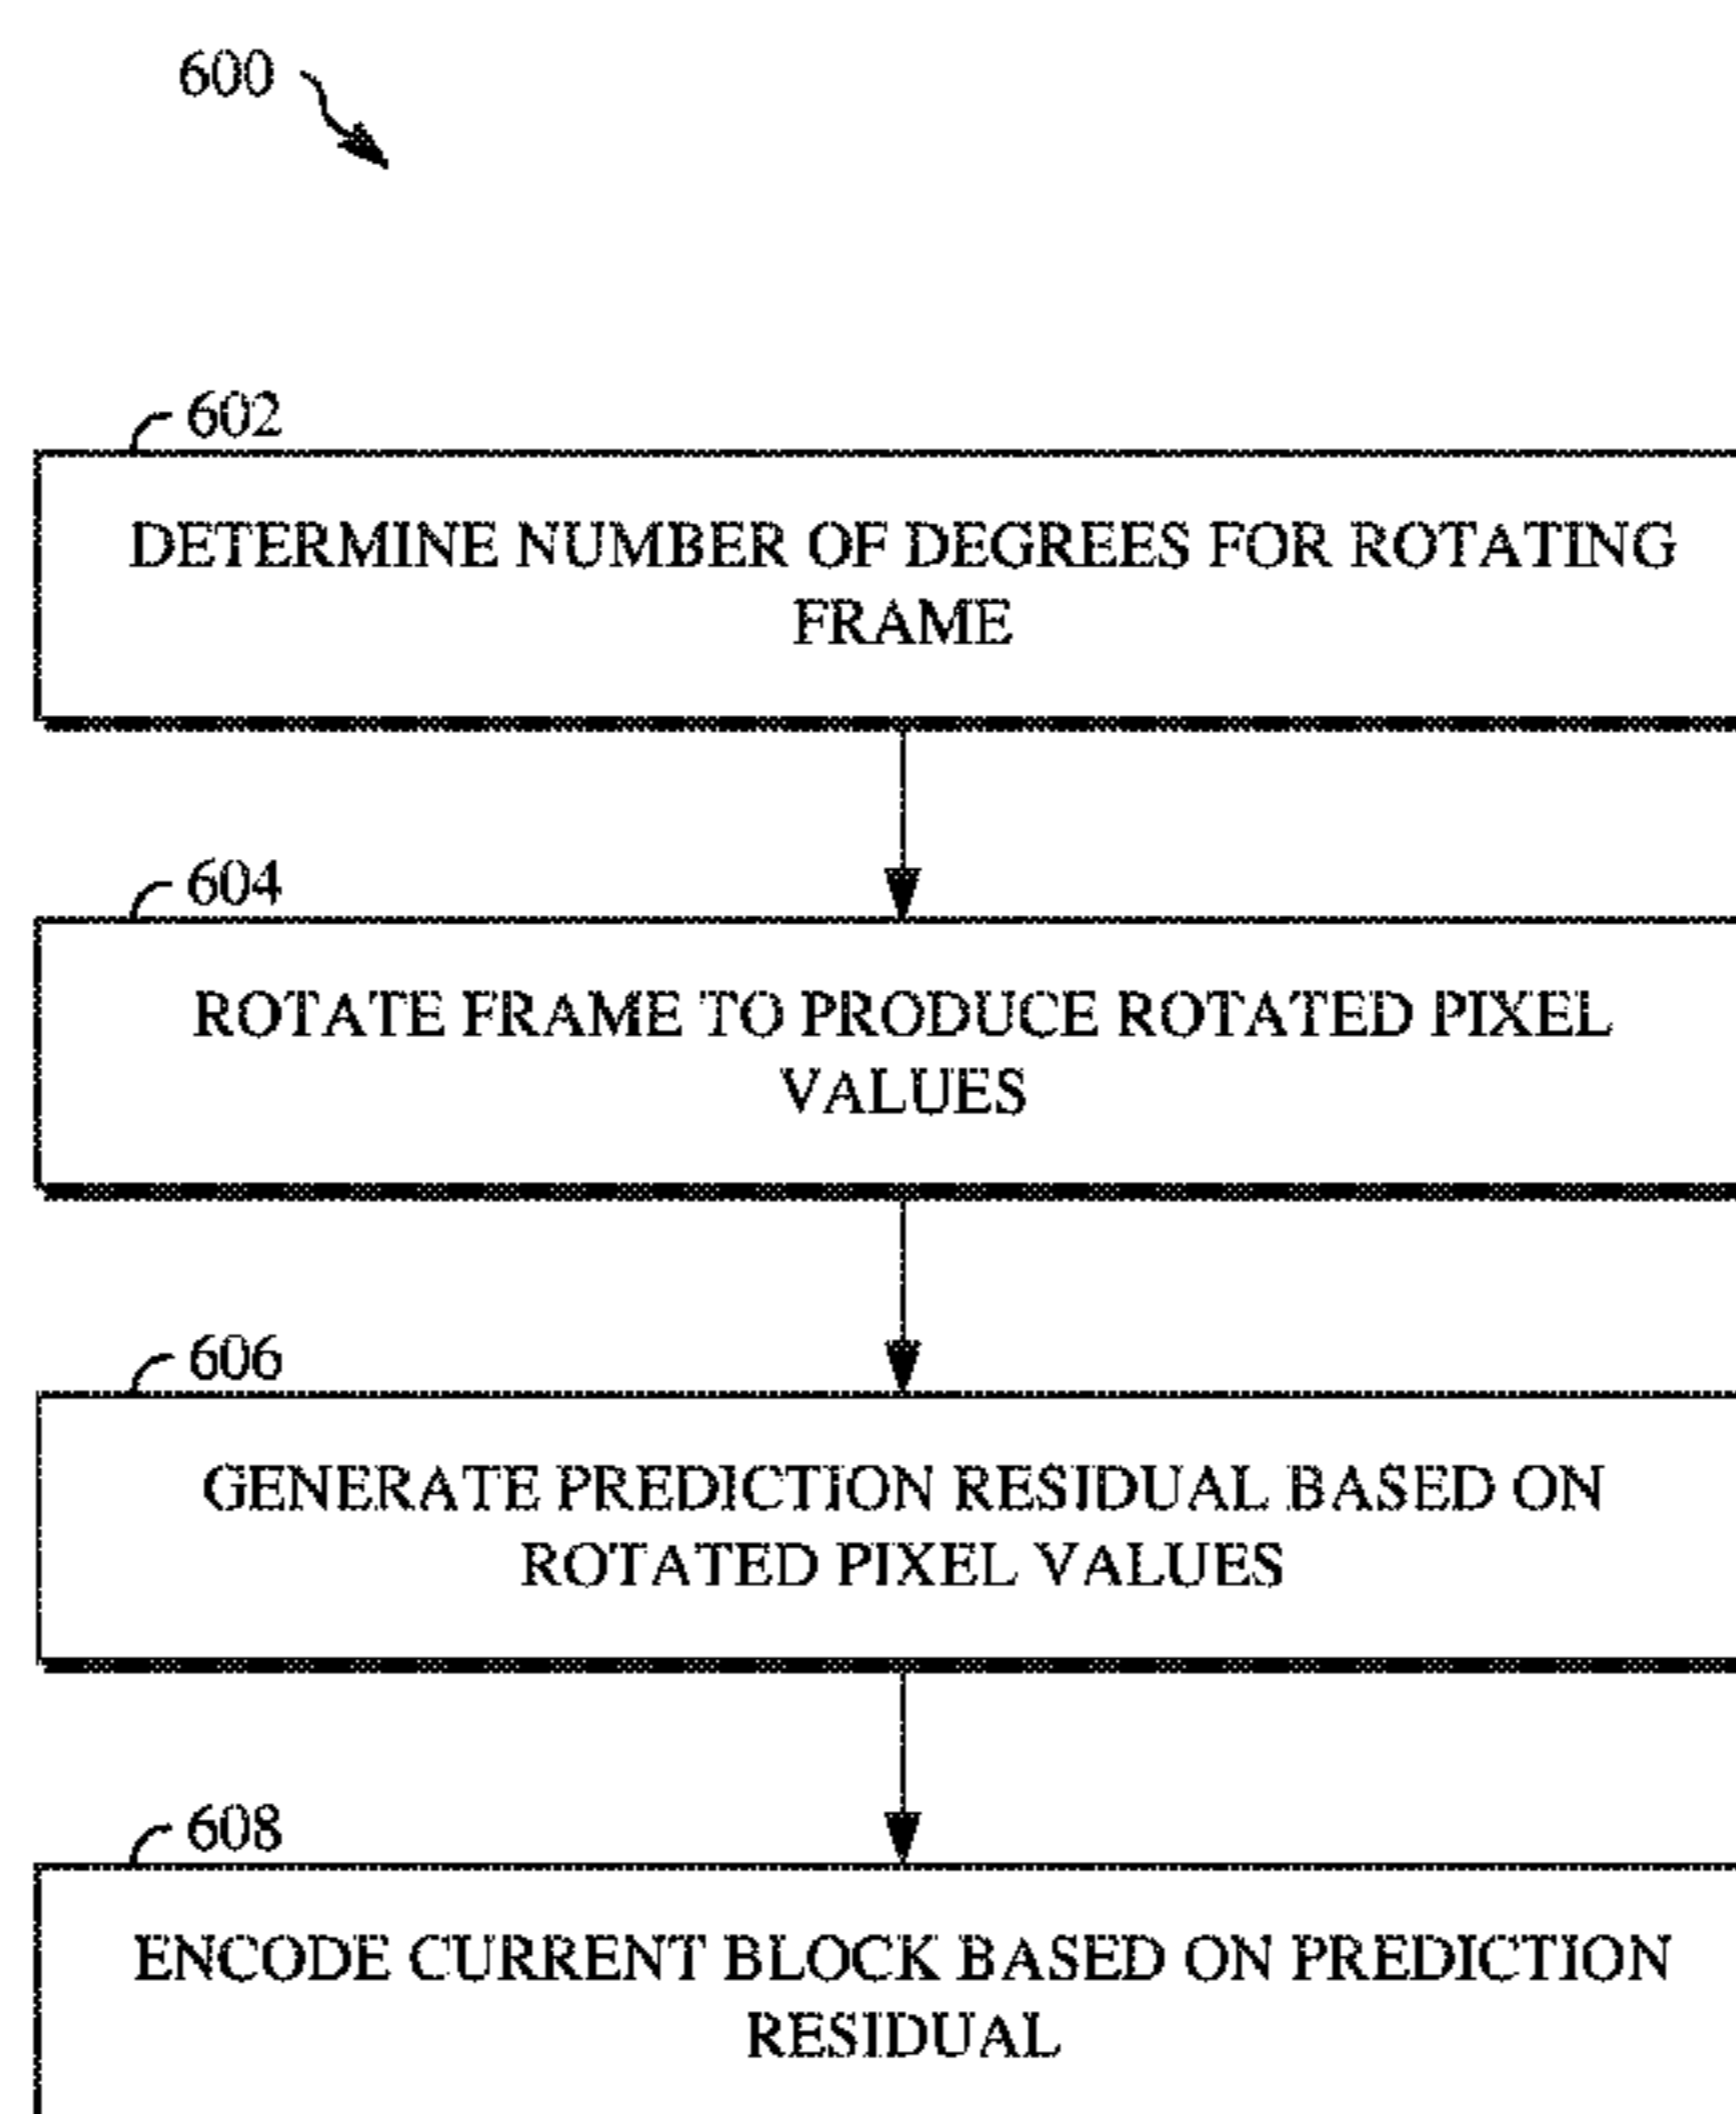 600
602
DETERMINE NUMBER OF DEGREES FOR ROTATING
FRAME
604
ROTATE FRAME TO PRODUCE ROTATED PIXEL
VALUES
606
GENERATE PREDICTION RESIDUAL BASED ON
ROTATED PIXEL VALUES
608
ENCODE CURRENT BLOCK BASED ON PREDICTION
RESIDUAL